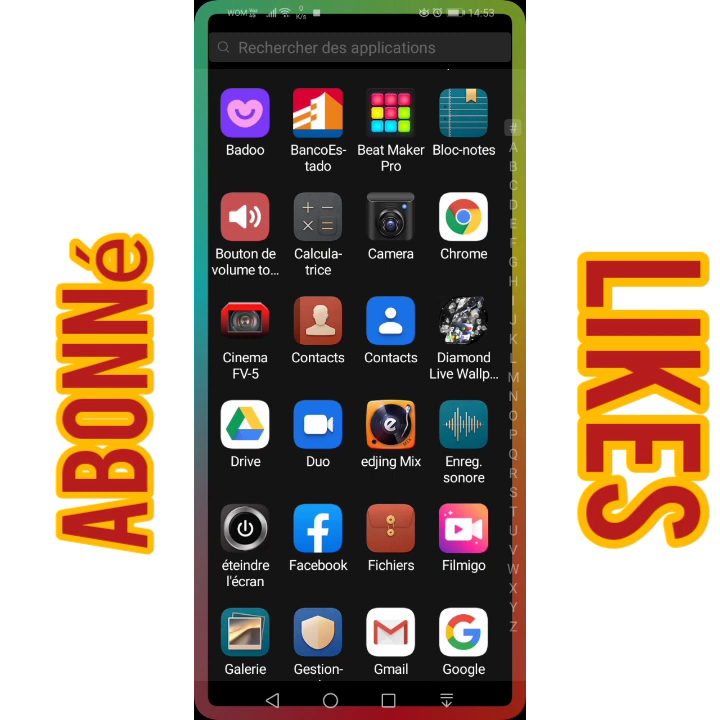 WOM
K/s
14:53
Rechercher des applications
Badoo
BancoEs-
tado
Beat Maker
Pro
Bloc-notes
Bouton de
volume to...
Calcula-
trice
Camera
Chrome
Cinema
FV-5
Contacts
Contacts
Diamond
Live Wallp...
Drive
Duo
edjing Mix
Enreg.
sonore
éteindre
l'écran
Facebook
Fichiers
Filmigo
Galerie
Gestion-
Gmail
Google
#
A
B
C
D
E
F
G
H
I
J
K
L
M
N
O
P
Q
R
S
T
U
V
W
X
Y
Z
ABONNé
LIKES